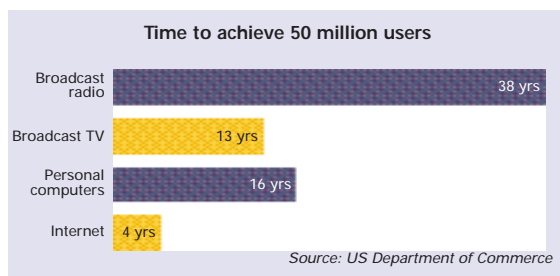 Time to achieve 50 million users
Broadcast
radio
38 yrs
Broadcast TV
13 yrs
Personal
computers
16 yrs
Internet
4 yrs
Source: US Department of Commerce